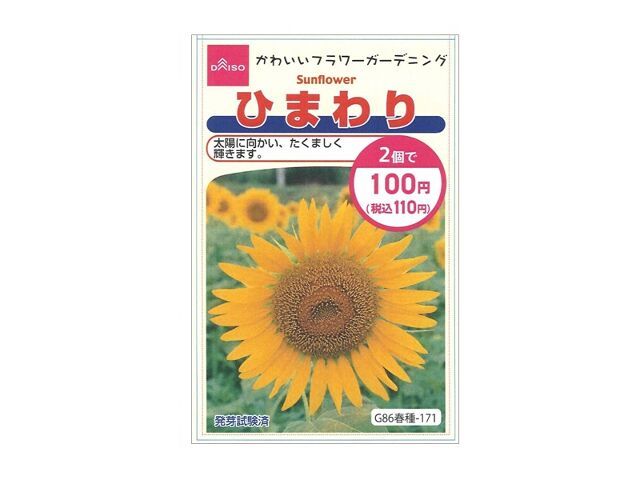 DAISO
かわいいフラワーガーデニング
Sunflower
ひまわり
太陽に向かい、たくましく
輝きます。
2個で
100円
(税込110円)
発芽試験済
G86春種-171